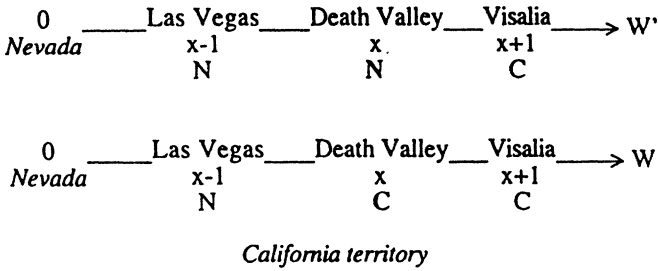 0 Las Vegas Death Valley Visalia W'
Nevada x-1 x x+1
N N C
0 Las Vegas Death Valley Visalia W
Nevada x-1 x x+1
N C C
California territory